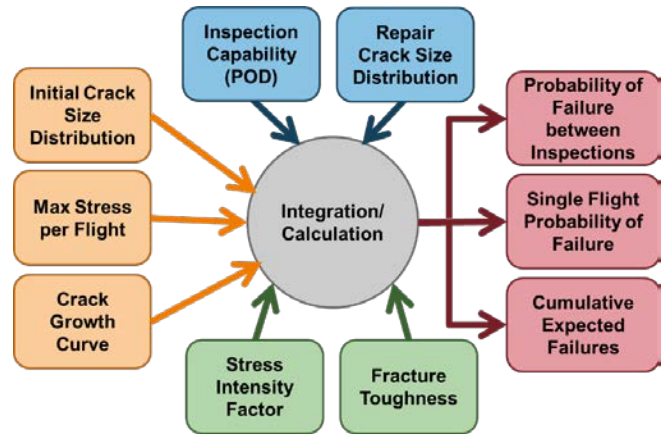 Inspection
Capability
(POD)
Repair
Crack Size
Distribution
Initial Crack
Size
Distribution
Max Stress
per Flight
Crack
Growth
Curve
Integration/
Calculation
Stress
Intensity
Factor
Fracture
Toughness
Probability of
Failure
between
Inspections
Single Flight
Probability of
Failure
Cumulative
Expected
Failures